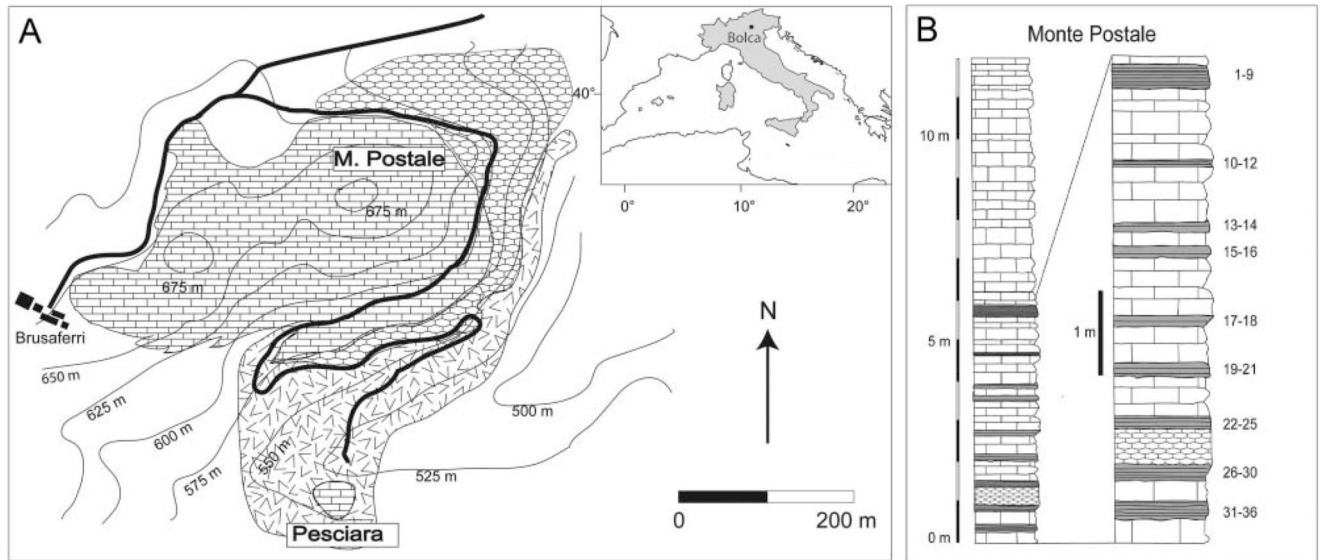 A
Bolca
40°
0°
10°
20°
M. Postale
675 m
675 m
Brusaferri
650 m
625 m
600 m
575 m
550 m
525 m
500 m
N
0
200 m
Pesciara
B
Monte Postale
10 m
5 m
0 m
1 m
1-9
10-12
13-14
15-16
17-18
19-21
22-25
26-30
31-36